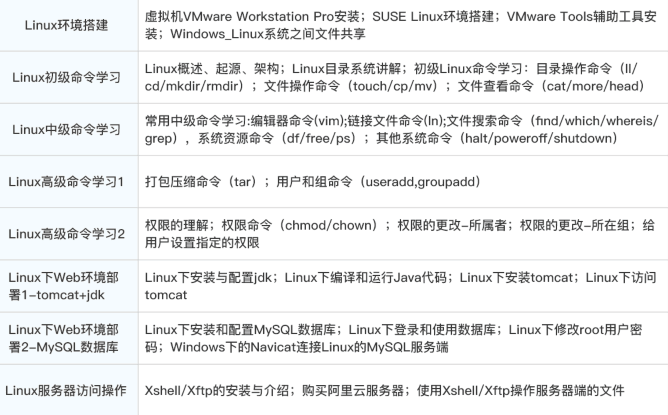 Linux环境搭建
虚拟机VMware Workstation Pro安装；SUSE Linux环境搭建；VMware Tools辅助工具安
装；Windows_Linux系统之间文件共享
Linux初级命令学习
Linux概述、起源、架构；Linux目录系统讲解；初级Linux命令学习：目录操作命令（ll/
cd/mkdir/rmdir）；文件操作命令（touch/cp/mv）；文件查看命令（cat/more/head）
Linux中级命令学习
常用中级命令学习:编辑器命令(vim);链接文件命令(ln);文件搜索命令（find/which/whereis/
grep），系统资源命令（df/free/ps）；其他系统命令（halt/poweroff/shutdown）
Linux高级命令学习1
打包压缩命令（tar）；用户和组命令（useradd,groupadd）
Linux高级命令学习2
权限的理解；权限命令（chmod/chown）；权限的更改-所属者；权限的更改-所在组；给
用户设置指定的权限
Linux下Web环境部
署1-tomcat+jdk
Linux下安装与配置jdk；Linux下编译和运行Java代码；Linux下安装tomcat；Linux下访问
tomcat
Linux下Web环境部
署2-MySQL数据库
Linux下安装和配置MySQL数据库；Linux下登录和使用数据库；Linux下修改root用户密
码；Windows下的Navicat连接Linux的MySQL服务端
Linux服务器访问操作
Xshell/Xftp的安装与介绍；购买阿里云服务器；使用Xshell/Xftp操作服务器端的文件